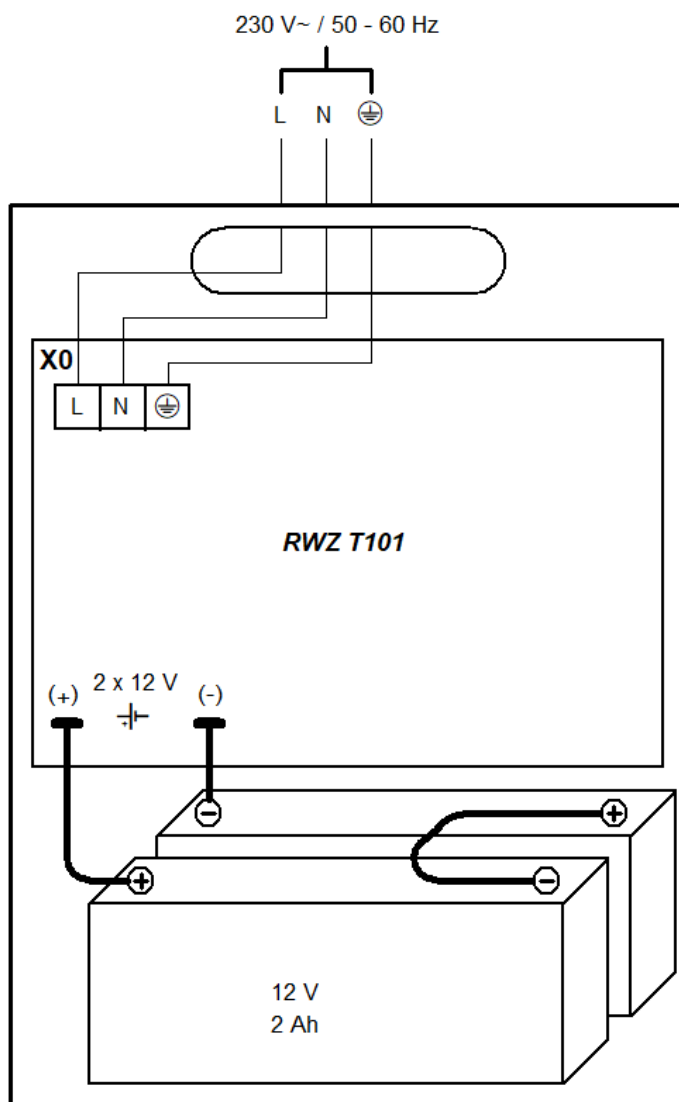 230 V~ / 50 - 60 Hz
L N ⏚
X0
L N ⏚
RWZ T101
2 x 12 V
(+) (-)
+
- +
+ -
12 V
2 Ah